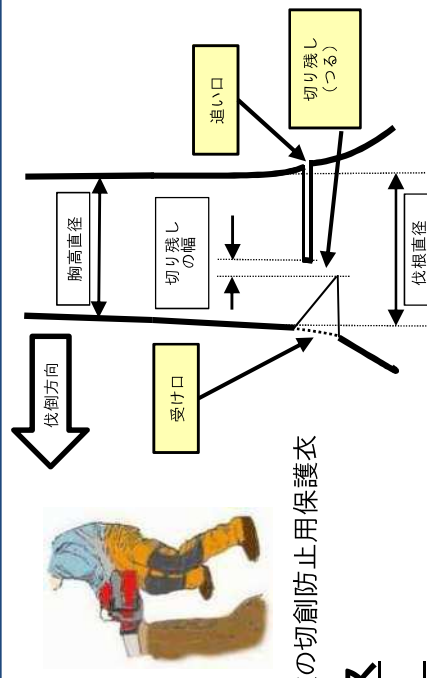 伐倒方向
胸高直径
切り残し
の幅
追い口
切り残し
（つる）
受け口
伐根直径
の切創防止用保護衣